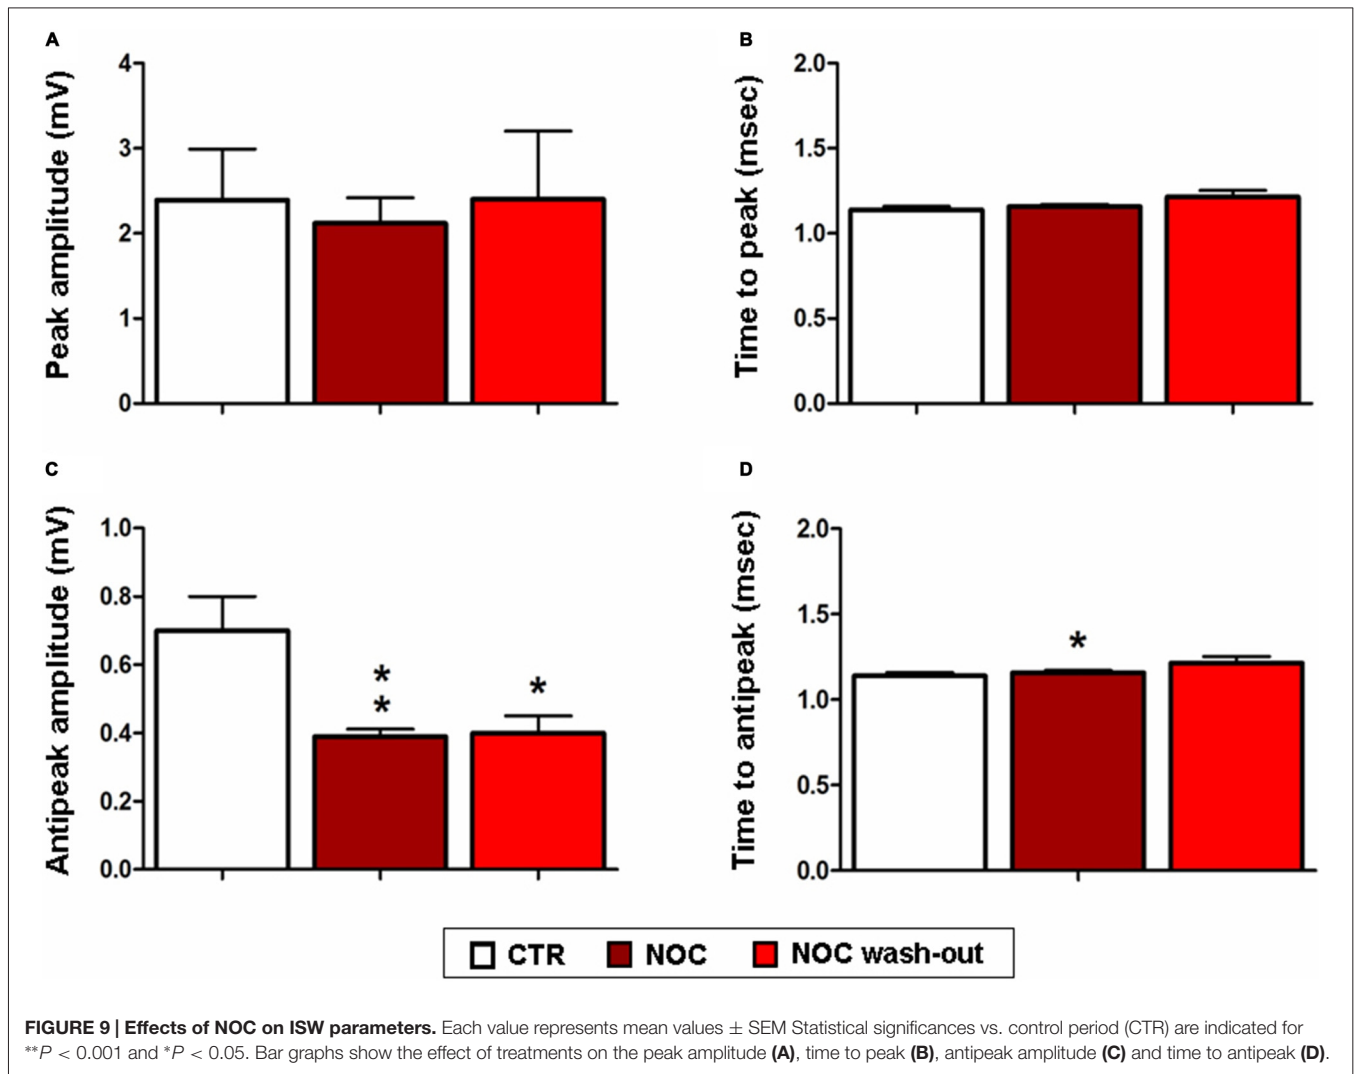 A
Peak amplitude (mV)
4
3
2
1
0
B
Time to peak (msec)
2.0
1.5
1.0
0.5
0.0
C
Antipeak amplitude (mV)
1.0
0.8
0.6
0.4
0.2
0.0
*
*
*
D
Time to antipeak (msec)
2.0
1.5
1.0
0.5
0.0
*
CTR NOC NOC wash-out
FIGURE 9 | Effects of NOC on ISW parameters. Each value represents mean values ± SEM Statistical significances vs. control period (CTR) are indicated for
**P < 0.001 and *P < 0.05. Bar graphs show the effect of treatments on the peak amplitude (A), time to peak (B), antipeak amplitude (C) and time to antipeak (D).